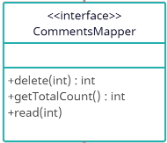 <<interface>>
CommentsMapper
+delete(int) : int
+getTotalCount() : int
+read(int)